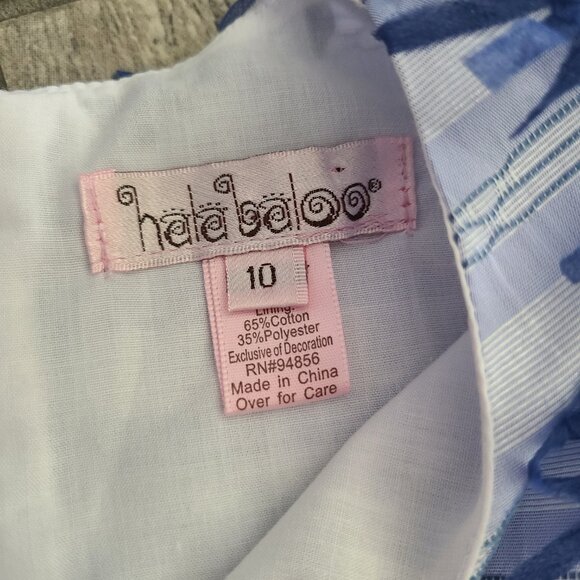 halabaloo®
10
Lining:
65%Cotton
35%Polyester
Exclusive of Decoration
RN#94856
Made in China
Over for Care